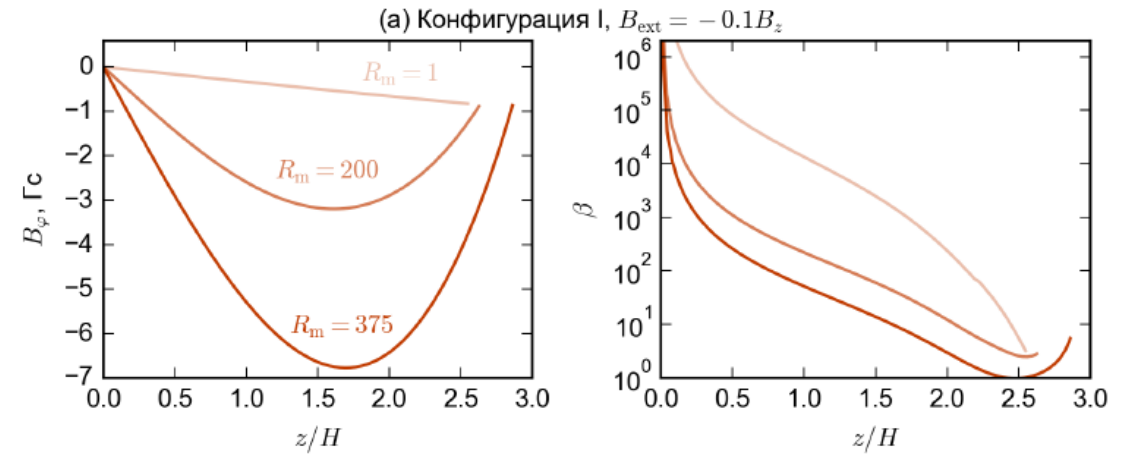 (a) Конфигурация I, B_ext = −0.1B_z
0
−1
−2
−3
−4
−5
−6
−7
B_φ, Гс
R_m = 1
R_m = 200
R_m = 375
0.0 0.5 1.0 1.5 2.0 2.5 3.0
z/H
10^6
10^5
10^4
10^3
10^2
10^1
10^0
β
0.0 0.5 1.0 1.5 2.0 2.5 3.0
z/H